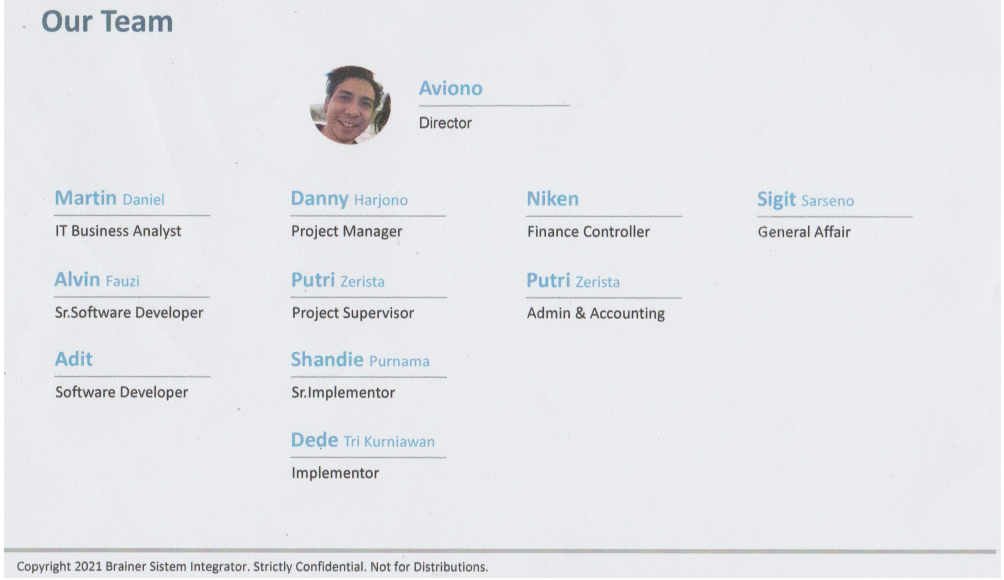 Our Team
Aviono
Director
Martin Daniel
IT Business Analyst
Danny Harjono
Project Manager
Niken
Finance Controller
Sigit Sarseno
General Affair
Alvin Fauzi
Sr.Software Developer
Putri Zerista
Project Supervisor
Putri Zerista
Admin & Accounting
Adit
Software Developer
Shandie Purnama
Sr.Implementor
Dede Tri Kurniawan
Implementor
Copyright 2021 Brainer Sistem Integrator. Strictly Confidential. Not for Distributions.